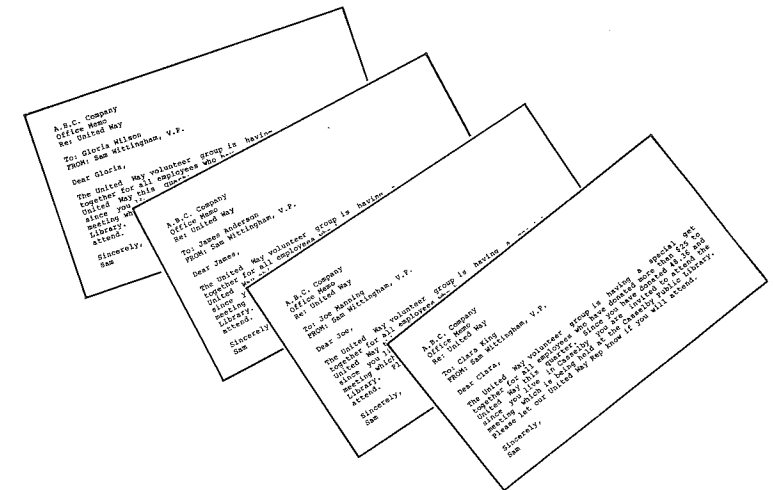 A.B.C. Company
Office Memo
Re: United Way
To: Gloria Wilson
FROM: Sam Wittingham, V.P.
Dear Gloria,
The United Way volunteer group is having
together for all employees who
United Way this
since you
meeting
Library.
attend.
Sincerely,
Sam
A.B.C. Company
Office Memo
Re: United Way
To: James Anderson
FROM: Sam Wittingham, V.P.
Dear James,
The United Way volunteer group is having
together for all employees
United
since
meeting
Library.
attend.
Sincerely
Sam
A.B.C. Company
Office Memo
Re: United Way
To: Joe Manning
FROM: Sam Wittingham, V.P.
Dear Joe,
The United Way volunteer group is having a
together for all employees
United Way
since you
meeting which
Library.
attend.
Sincerely,
Sam
A.B.C. Company
Office Memo
Re: United Way
To: Clara King
FROM: Sam Wittingham, V.P.
Dear Clara,
The United Way volunteer group is having a special get
together for all employees who have donated more than $25 to
United Way this quarter. Since you have donated and
since you live in Casselby, you are invited to attend the
meeting which is being held at the Casselby Public Library.
Please let our United Way Rep know if you will attend.
Sincerely,
Sam